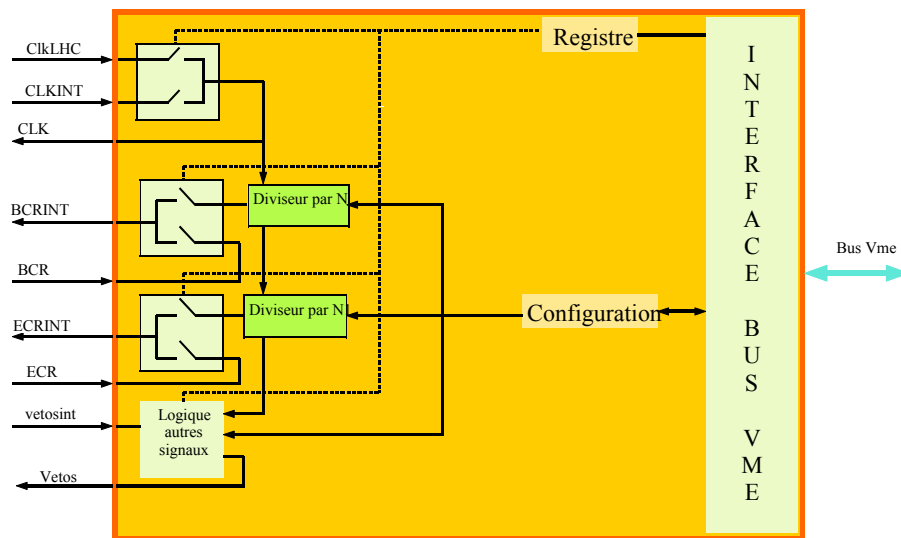 ClkLHC
CLKINT
CLK
BCRINT
BCR
ECRINT
ECR
vetosint
Vetos
Registre
Diviseur par N
Diviseur par N1
Configuration
Logique
autres
signaux
I
N
T
E
R
F
A
C
E
B
U
S
V
M
E
Bus Vme